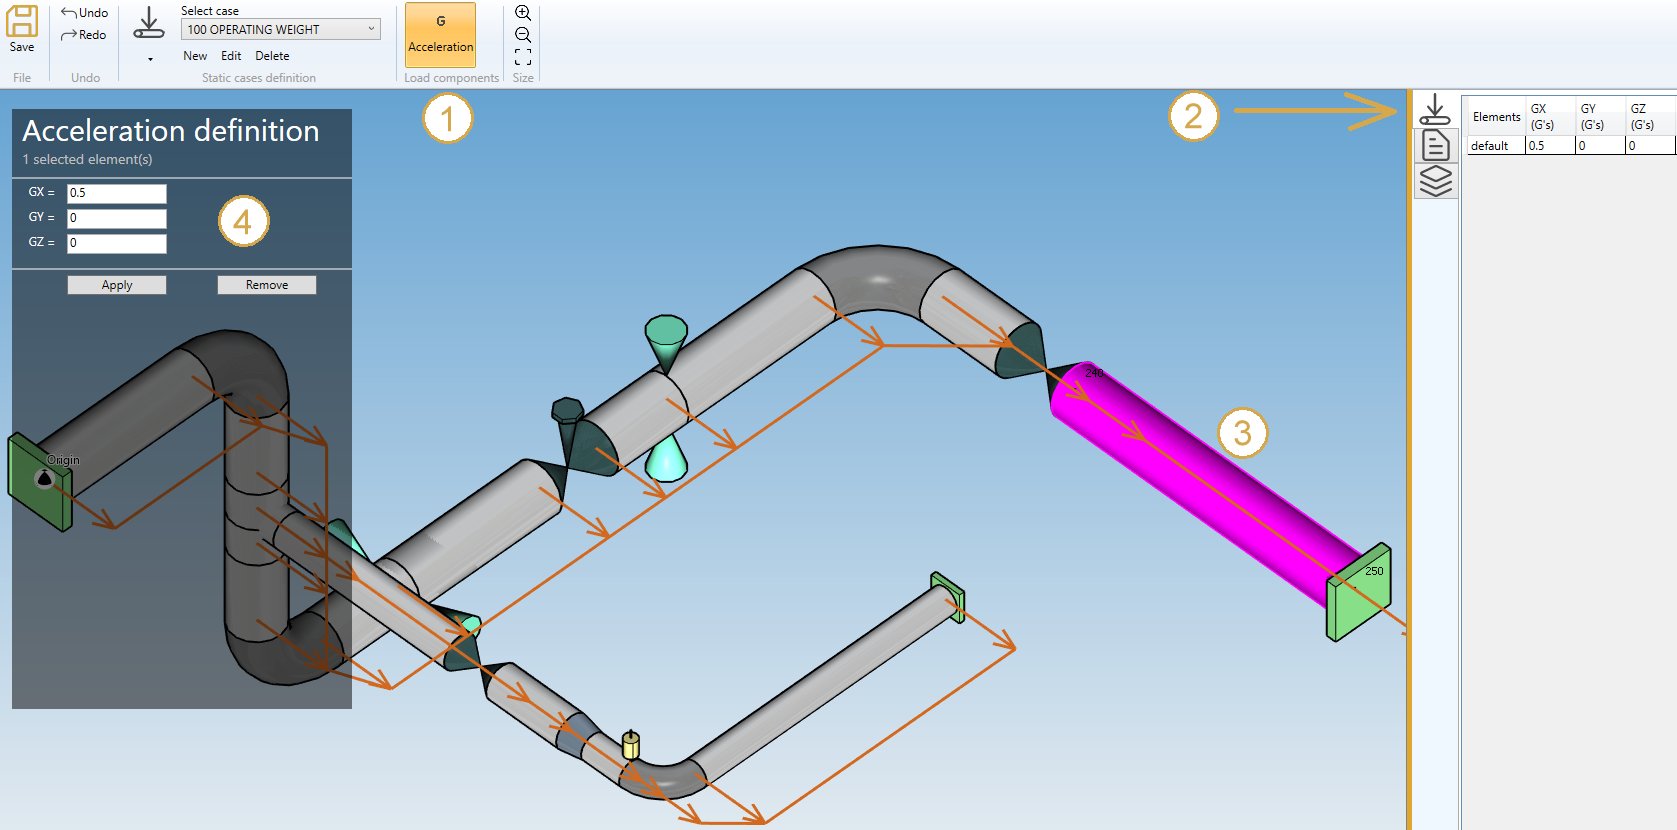 Save
File
Undo
Redo
Undo
Select case
100 OPERATING WEIGHT
New Edit Delete
Static cases definition
G
Acceleration
Load components
Size
1
2
Acceleration definition
1 selected element(s)
GX = 0.5
GY = 0
GZ = 0
4
Apply Remove
Origin
240
3
250
Elements GX (G's) GY (G's) GZ (G's)
default 0.5 0 0